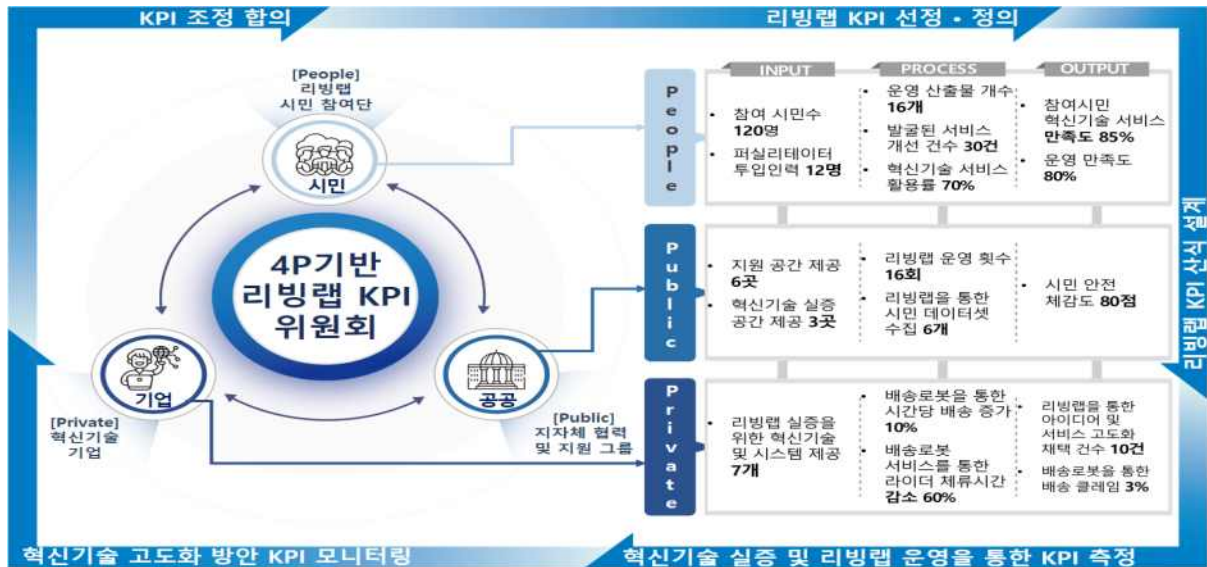 KPI 조정 합의
리빙랩 KPI 선정 • 정의
[People]
리빙랩
시민 참여단
시민
4P기반
리빙랩 KPI
위원회
기업
[Private]
혁신기술
기업
공공
[Public]
지자체 협력
및 지원 그룹
INPUT
PROCESS
OUTPUT
People
• 참여 시민수
120명
• 퍼실리테이터
투입인력 12명
• 운영 산출물 개수
16개
• 발굴된 서비스
개선 건수 30건
• 혁신기술 서비스
활용률 70%
• 참여시민
혁신기술 서비스
만족도 85%
• 운영 만족도
80%
Public
• 지원 공간 제공
6곳
• 혁신기술 실증
공간 제공 3곳
• 리빙랩 운영 횟수
16회
• 리빙랩을 통한
시민 데이터셋
수집 6개
• 시민 안전
체감도 80점
Private
• 리빙랩 실증을
위한 혁신기술
및 시스템 제공
7개
• 배송로봇을 통한
시간당 배송 증가
10%
• 배송로봇
서비스를 통한
라이더 체류시간
감소 60%
• 리빙랩을 통한
아이디어 및
서비스 고도화
채택 건수 10건
• 배송로봇을 통한
배송 클레임 3%
리빙랩 KPI 산식 설계
혁신기술 고도화 방안 KPI 모니터링
혁신기술 실증 및 리빙랩 운영을 통한 KPI 측정